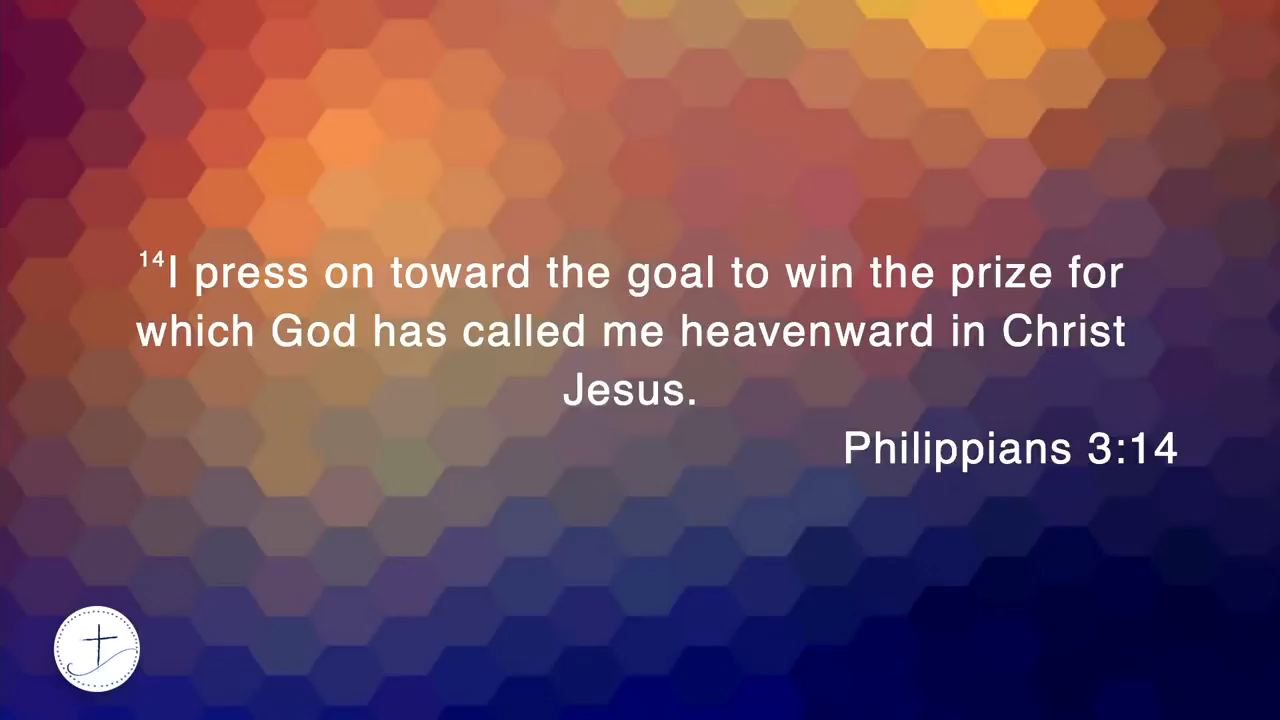 ¹⁴I press on toward the goal to win the prize for
which God has called me heavenward in Christ
Jesus.
Philippians 3:14